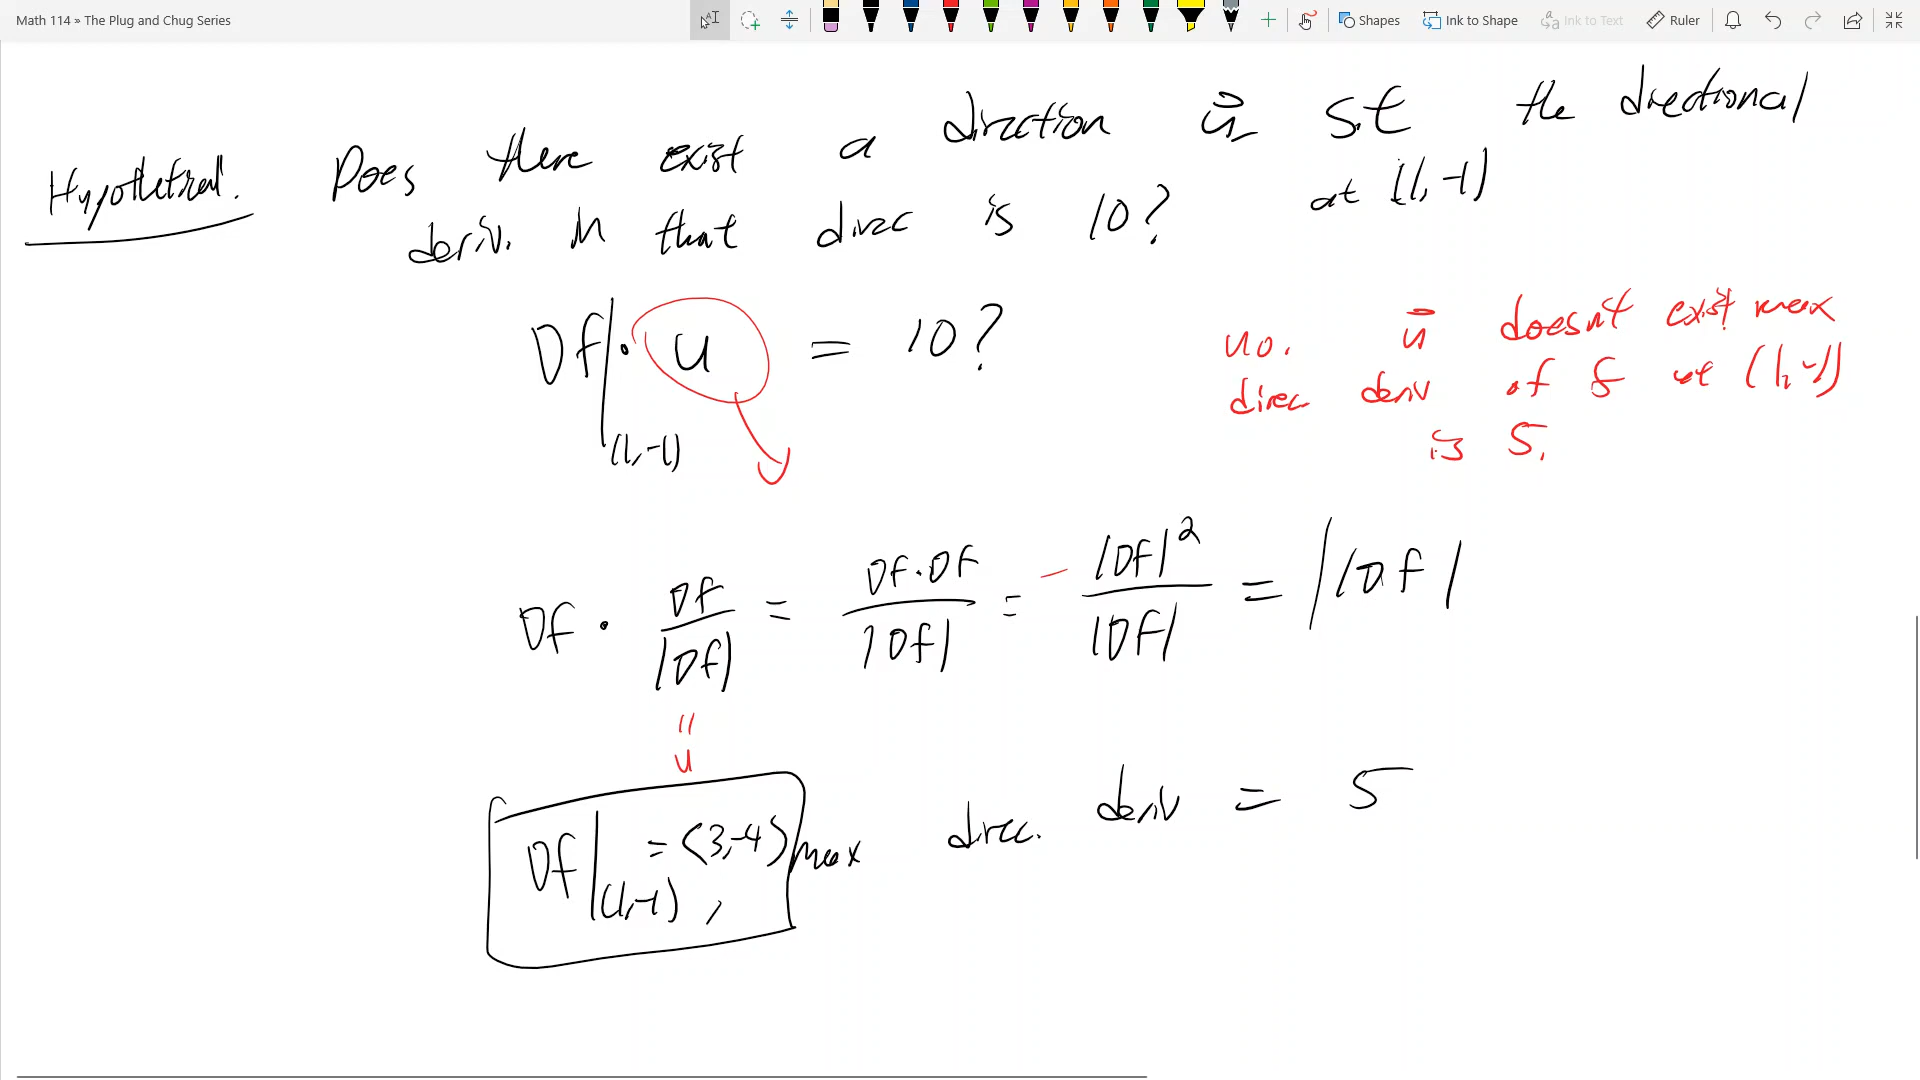 Math 114 » The Plug and Chug Series
Shapes Ink to Shape Ink to Text Ruler
Hypothetical. Does there exist a direction u s.t the directional
deriv. in that direc is 10? at (1,-1)
Df|(1,-1) · u = 10?
no. u doesn't exist max
direc deriv of f at (1,-1)
is 5.
Df · Df/|Df| = Df·Df/|Df| = |Df|²/|Df| = |Df|
"
u
Df|(1,-1) = (3,-4), max direc. deriv = 5